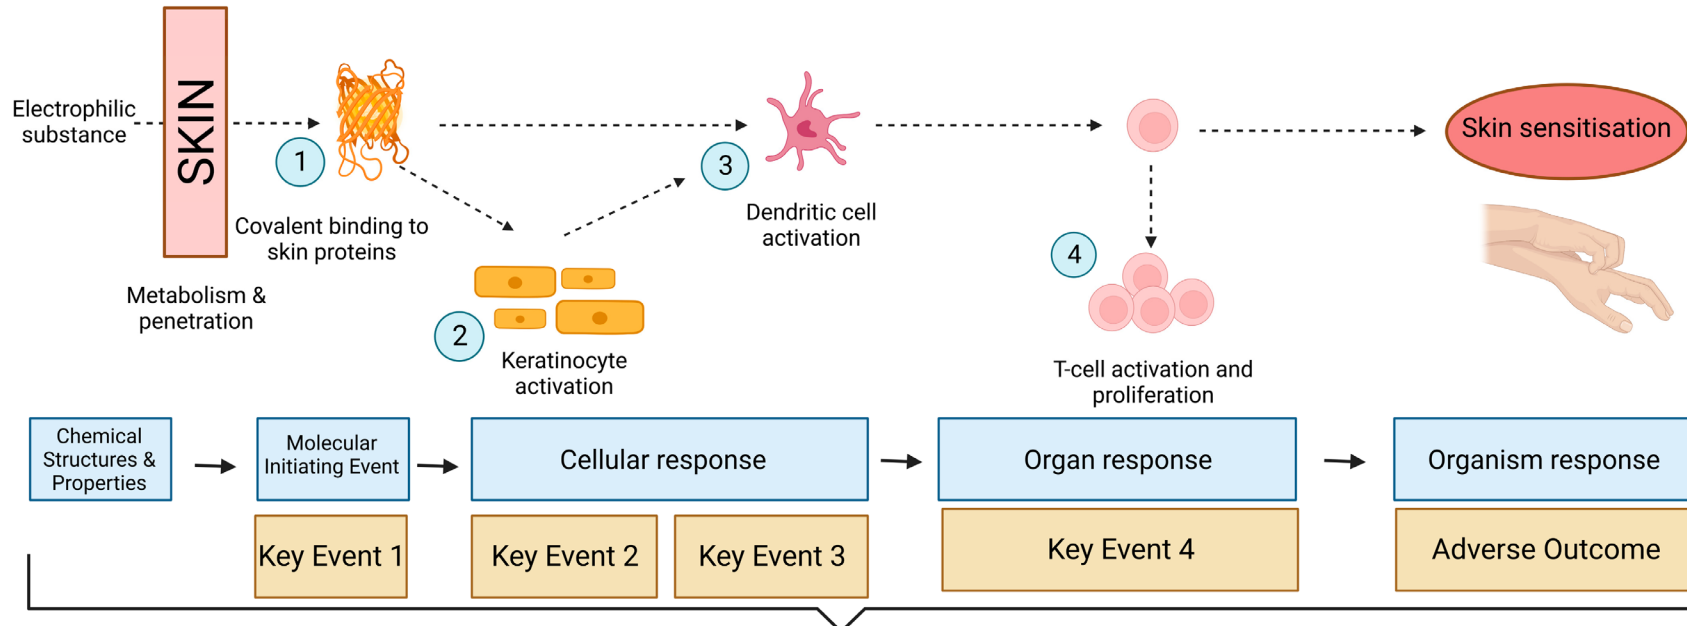 Electrophilic
substance
SKIN
1
Covalent binding to
skin proteins
Metabolism &
penetration
2
Keratinocyte
activation
3
Dendritic cell
activation
4
T-cell activation and
proliferation
Skin sensitisation
Chemical
Structures &
Properties
Molecular
Initiating Event
Cellular response
Organ response
Organism response
Key Event 1
Key Event 2
Key Event 3
Key Event 4
Adverse Outcome